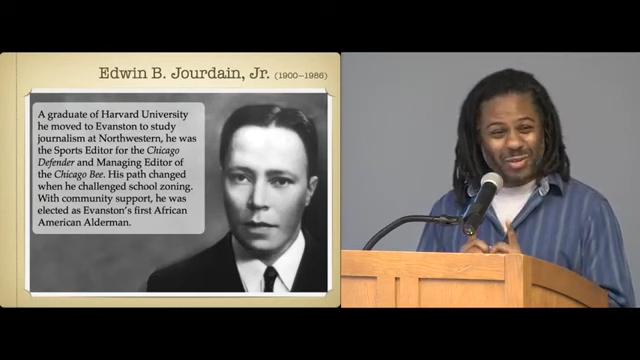 Edwin B. Jourdain, Jr. (1900–1986)
A graduate of Harvard University
he moved to Evanston to study
journalism at Northwestern, he was
the Sports Editor for the Chicago
Defender and Managing Editor of
the Chicago Bee. His path changed
when he challenged school zoning.
With community support, he was
elected as Evanston's first African
American Alderman.